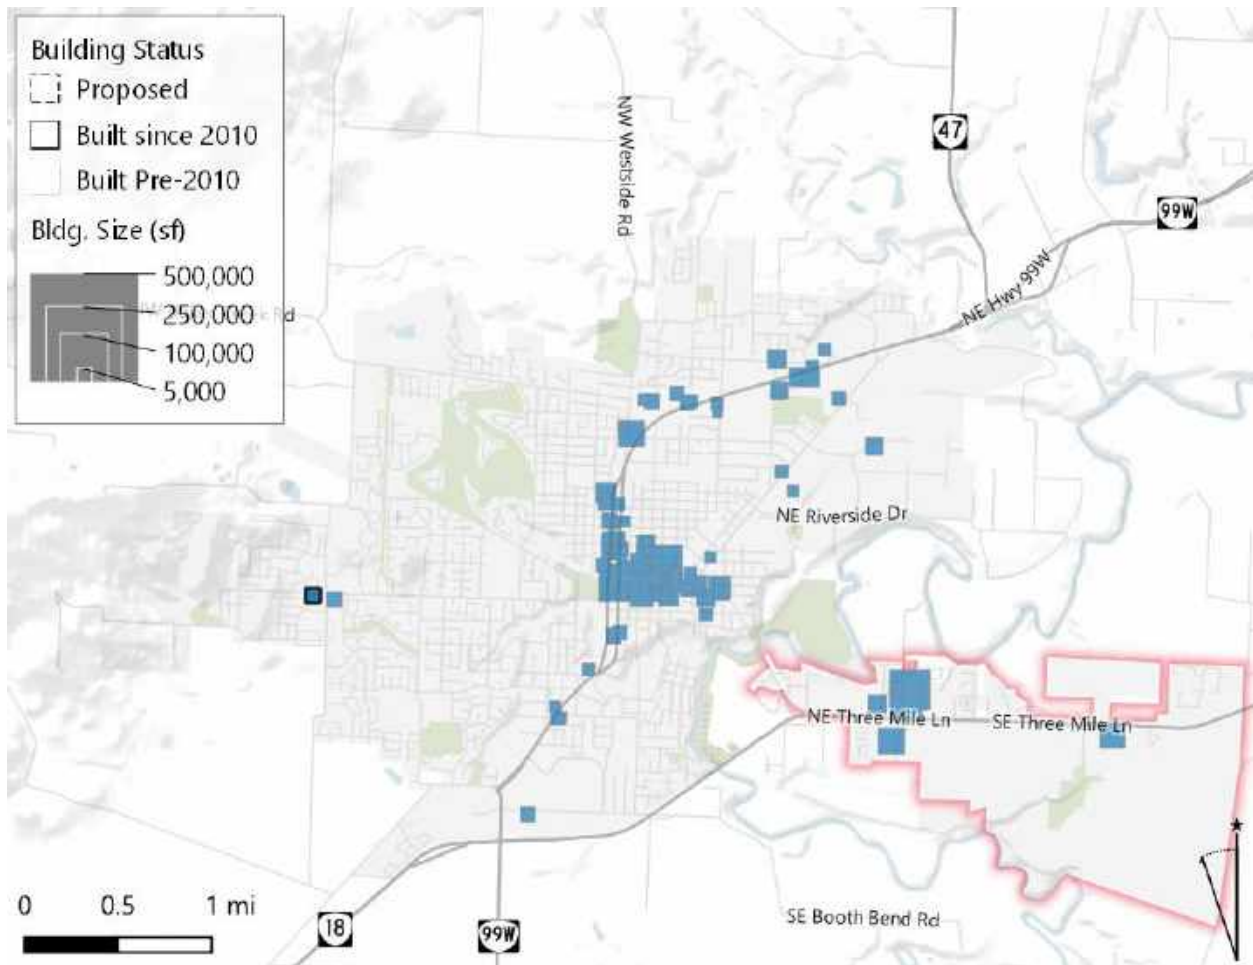 Building Status
Proposed
Built since 2010
Built Pre-2010
Bldg. Size (sf)
500,000
250,000
Rd
100,000
5,000
NW Westside Rd
47
99W
NE Hwy 99W
NE Riverside Dr
NE Three Mile Ln
SE Three Mile Ln
0 0.5 1 mi
18
99W
SE Booth Bend Rd